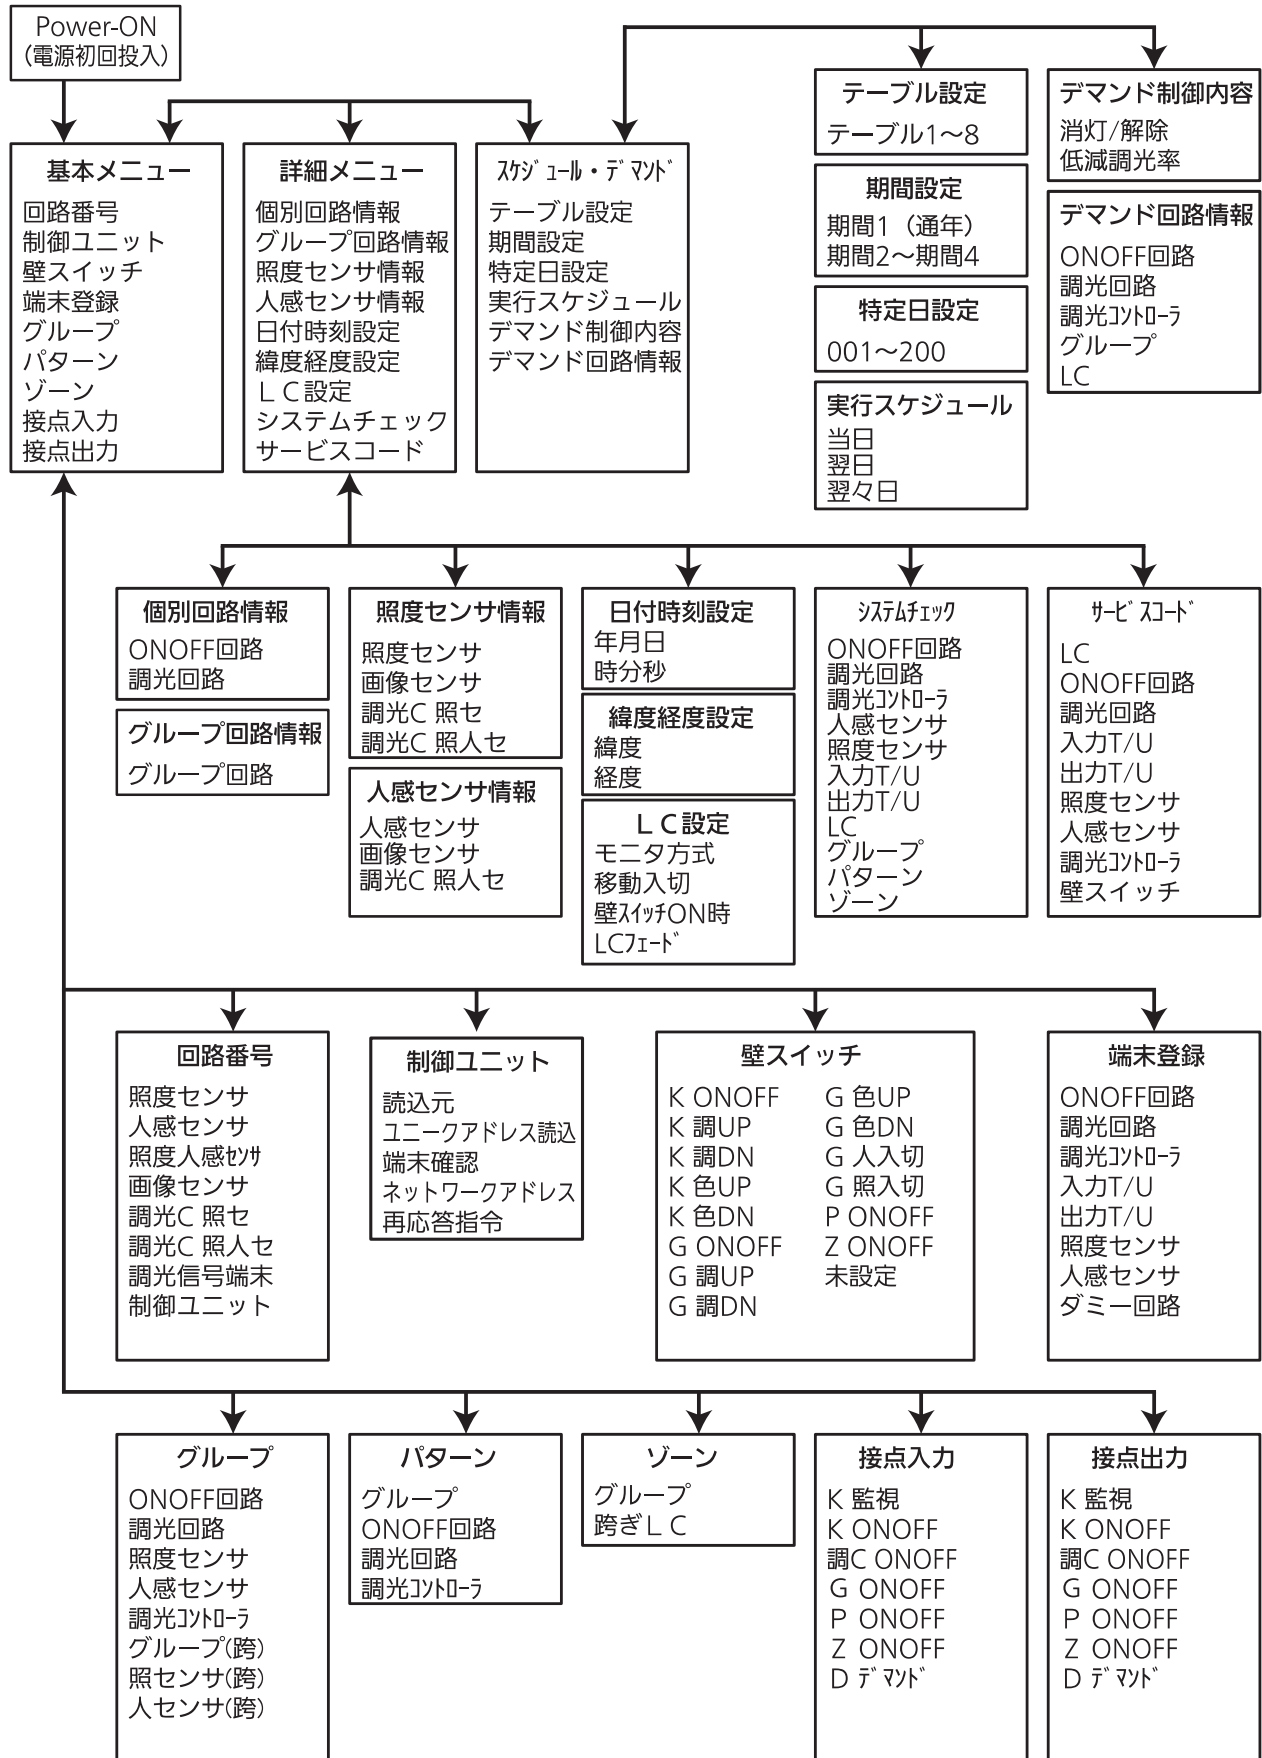 Power-ON
(電源初回投入)
基本メニュー
回路番号
制御ユニット
壁スイッチ
端末登録
グループ
パターン
ゾーン
接点入力
接点出力
詳細メニュー
個別回路情報
グループ回路情報
照度センサ情報
人感センサ情報
日付時刻設定
緯度経度設定
ＬＣ設定
システムチェック
サービスコード
ｽｹｼﾞｭｰﾙ・ﾃﾞﾏﾝﾄﾞ
テーブル設定
期間設定
特定日設定
実行スケジュール
デマンド制御内容
デマンド回路情報
テーブル設定
テーブル1〜8
期間設定
期間1（通年）
期間2〜期間4
特定日設定
001〜200
実行スケジュール
当日
翌日
翌々日
デマンド制御内容
消灯/解除
低減調光率
デマンド回路情報
ONOFF回路
調光回路
調光ｺﾝﾄﾛｰﾗ
グループ
LC
個別回路情報
ONOFF回路
調光回路
グループ回路情報
グループ回路
照度センサ情報
照度センサ
画像センサ
調光C 照セ
調光C 照人セ
人感センサ情報
人感センサ
画像センサ
調光C 照人セ
日付時刻設定
年月日
時分秒
緯度経度設定
緯度
経度
ＬＣ設定
モニタ方式
移動入切
壁ｽｲｯﾁON時
LCﾌｪｰﾄﾞ
ｼｽﾃﾑﾁｪｯｸ
ONOFF回路
調光回路
調光ｺﾝﾄﾛｰﾗ
人感センサ
照度センサ
入力T/U
出力T/U
LC
グループ
パターン
ゾーン
ｻｰﾋﾞｽｺｰﾄﾞ
LC
ONOFF回路
調光回路
入力T/U
出力T/U
照度センサ
人感センサ
調光ｺﾝﾄﾛｰﾗ
壁スイッチ
回路番号
照度センサ
人感センサ
照度人感ｾﾝｻ
画像センサ
調光C 照セ
調光C 照人セ
調光信号端末
制御ユニット
制御ユニット
読込元
ユニークアドレス読込
端末確認
ネットワークアドレス
再応答指令
壁スイッチ
K ONOFF
K 調UP
K 調DN
K 色UP
K 色DN
G ONOFF
G 調UP
G 調DN
G 色UP
G 色DN
G 人入切
G 照入切
P ONOFF
Z ONOFF
未設定
端末登録
ONOFF回路
調光回路
調光ｺﾝﾄﾛｰﾗ
入力T/U
出力T/U
照度センサ
人感センサ
ダミー回路
グループ
ONOFF回路
調光回路
照度センサ
人感センサ
調光ｺﾝﾄﾛｰﾗ
グループ(跨)
照センサ(跨)
人センサ(跨)
パターン
グループ
ONOFF回路
調光回路
調光ｺﾝﾄﾛｰﾗ
ゾーン
グループ
跨ぎＬＣ
接点入力
K 監視
K ONOFF
調C ONOFF
G ONOFF
P ONOFF
Z ONOFF
D ﾃﾞﾏﾝﾄﾞ
接点出力
K 監視
K ONOFF
調C ONOFF
G ONOFF
P ONOFF
Z ONOFF
D ﾃﾞﾏﾝﾄﾞ